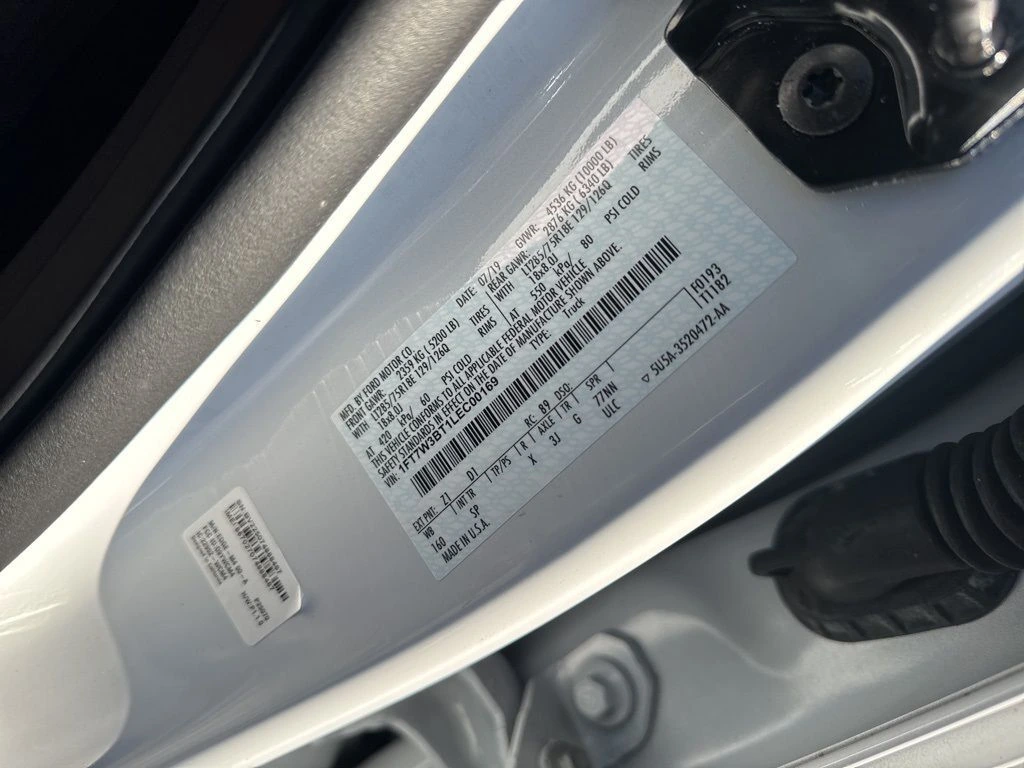 MFD. BY FORD MOTOR CO. DATE: 07/19 GVWR: 4536 KG (10000 LB)
FRONT GAWR: 2359 KG ( 5200 LB) REAR GAWR: 2876 KG ( 6340 LB)
WITH LT285/75R18E 129/126Q TIRES WITH LT285/75R18E 129/126Q TIRES
18x8.0J RIMS 18x8.0J RIMS
AT 420 kPa/ 60 PSI COLD AT 550 kPa/ 80 PSI COLD
THIS VEHICLE CONFORMS TO ALL APPLICABLE FEDERAL MOTOR VEHICLE
SAFETY STANDARDS IN EFFECT ON THE DATE OF MANUFACTURE SHOWN ABOVE.
VIN: 1FT7W3BT1LEC00169 TYPE: Truck
F0193
T1182
EXT PNT: Z1 D1 RC: 89 DSO:
WB INT TR TP/PS R AXLE TR SPR
160 SP X 3J G 77NN
MADE IN U.S.A. ULC
5U5A-3520472-AA